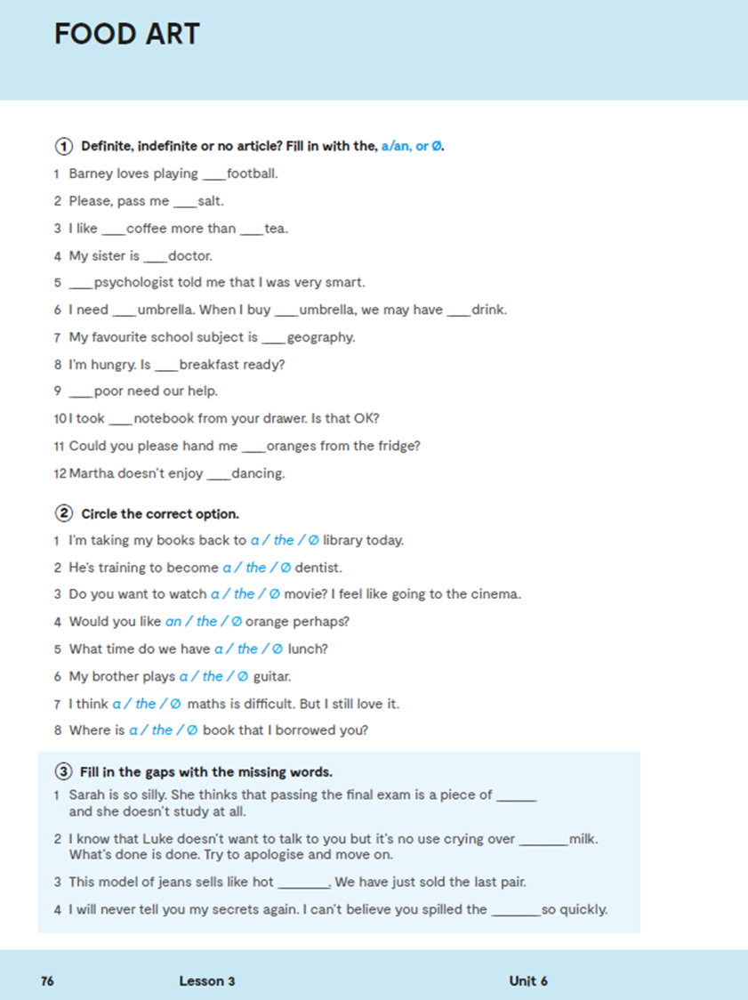 FOOD ART
1 Definite, indefinite or no article? Fill in with the, a/an, or Ø.
1 Barney loves playing ___football.
2 Please, pass me ___salt.
3 I like ___coffee more than ___tea.
4 My sister is ___doctor.
5 ___psychologist told me that I was very smart.
6 I need ___umbrella. When I buy ___umbrella, we may have ___drink.
7 My favourite school subject is ___geography.
8 I'm hungry. Is ___breakfast ready?
9 ___poor need our help.
10 I took ___notebook from your drawer. Is that OK?
11 Could you please hand me ___oranges from the fridge?
12 Martha doesn't enjoy ___dancing.
2 Circle the correct option.
1 I'm taking my books back to a / the / Ø library today.
2 He's training to become a / the / Ø dentist.
3 Do you want to watch a / the / Ø movie? I feel like going to the cinema.
4 Would you like an / the / Ø orange perhaps?
5 What time do we have a / the / Ø lunch?
6 My brother plays a / the / Ø guitar.
7 I think a / the / Ø maths is difficult. But I still love it.
8 Where is a / the / Ø book that I borrowed you?
3 Fill in the gaps with the missing words.
1 Sarah is so silly. She thinks that passing the final exam is a piece of ______
and she doesn't study at all.
2 I know that Luke doesn't want to talk to you but it's no use crying over _______milk.
What's done is done. Try to apologise and move on.
3 This model of jeans sells like hot _______. We have just sold the last pair.
4 I will never tell you my secrets again. I can't believe you spilled the _______so quickly.
76 Lesson 3 Unit 6